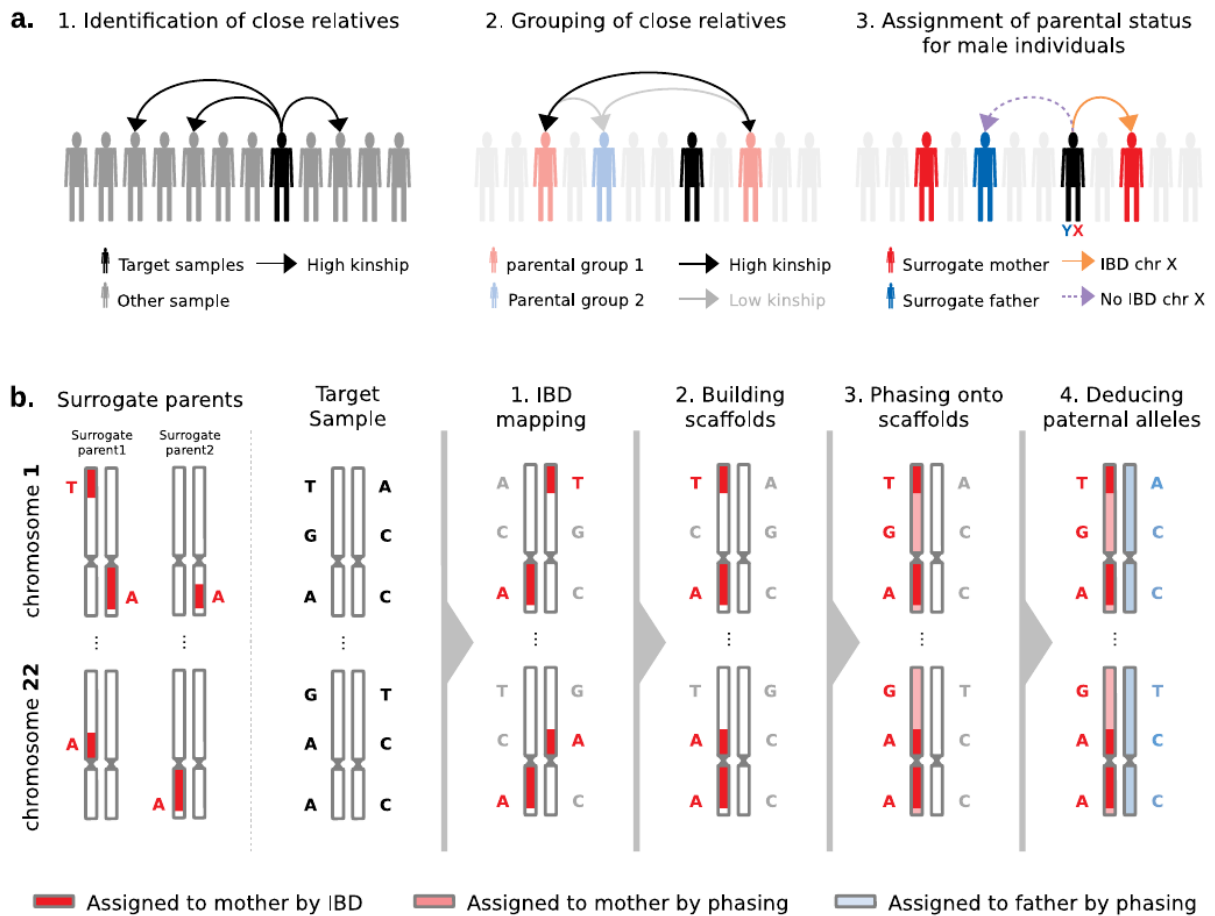 a. 1. Identification of close relatives
2. Grouping of close relatives
3. Assignment of parental status
for male individuals
YX
Target samples
High kinship
Other sample
parental group 1
High kinship
Parental group 2
Low kinship
Surrogate mother
IBD chr X
Surrogate father
No IBD chr X
b. Surrogate parents
Target
Sample
1. IBD
mapping
2. Building
scaffolds
3. Phasing onto
scaffolds
4. Deducing
paternal alleles
Surrogate
parent1
Surrogate
parent2
chromosome 1
T T A A T T A T A T A
G C C G C G G C G C
A A A C A C A C A C A C
... ... ... ... ... ...
chromosome 22
G T T G T G G T G T
A A C C A A C A C A C
A A C A C A C A C A C
Assigned to mother by IBD
Assigned to mother by phasing
Assigned to father by phasing